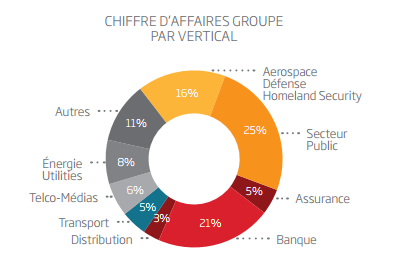 CHIFFRE D'AFFAIRES GROUPE
PAR VERTICAL
16%
Aerospace
Défense
Homeland Security
25%
Secteur
Public
5%
Assurance
21%
Banque
3%
Distribution
5%
Transport
6%
Telco-Médias
8%
Énergie
Utilities
11%
Autres